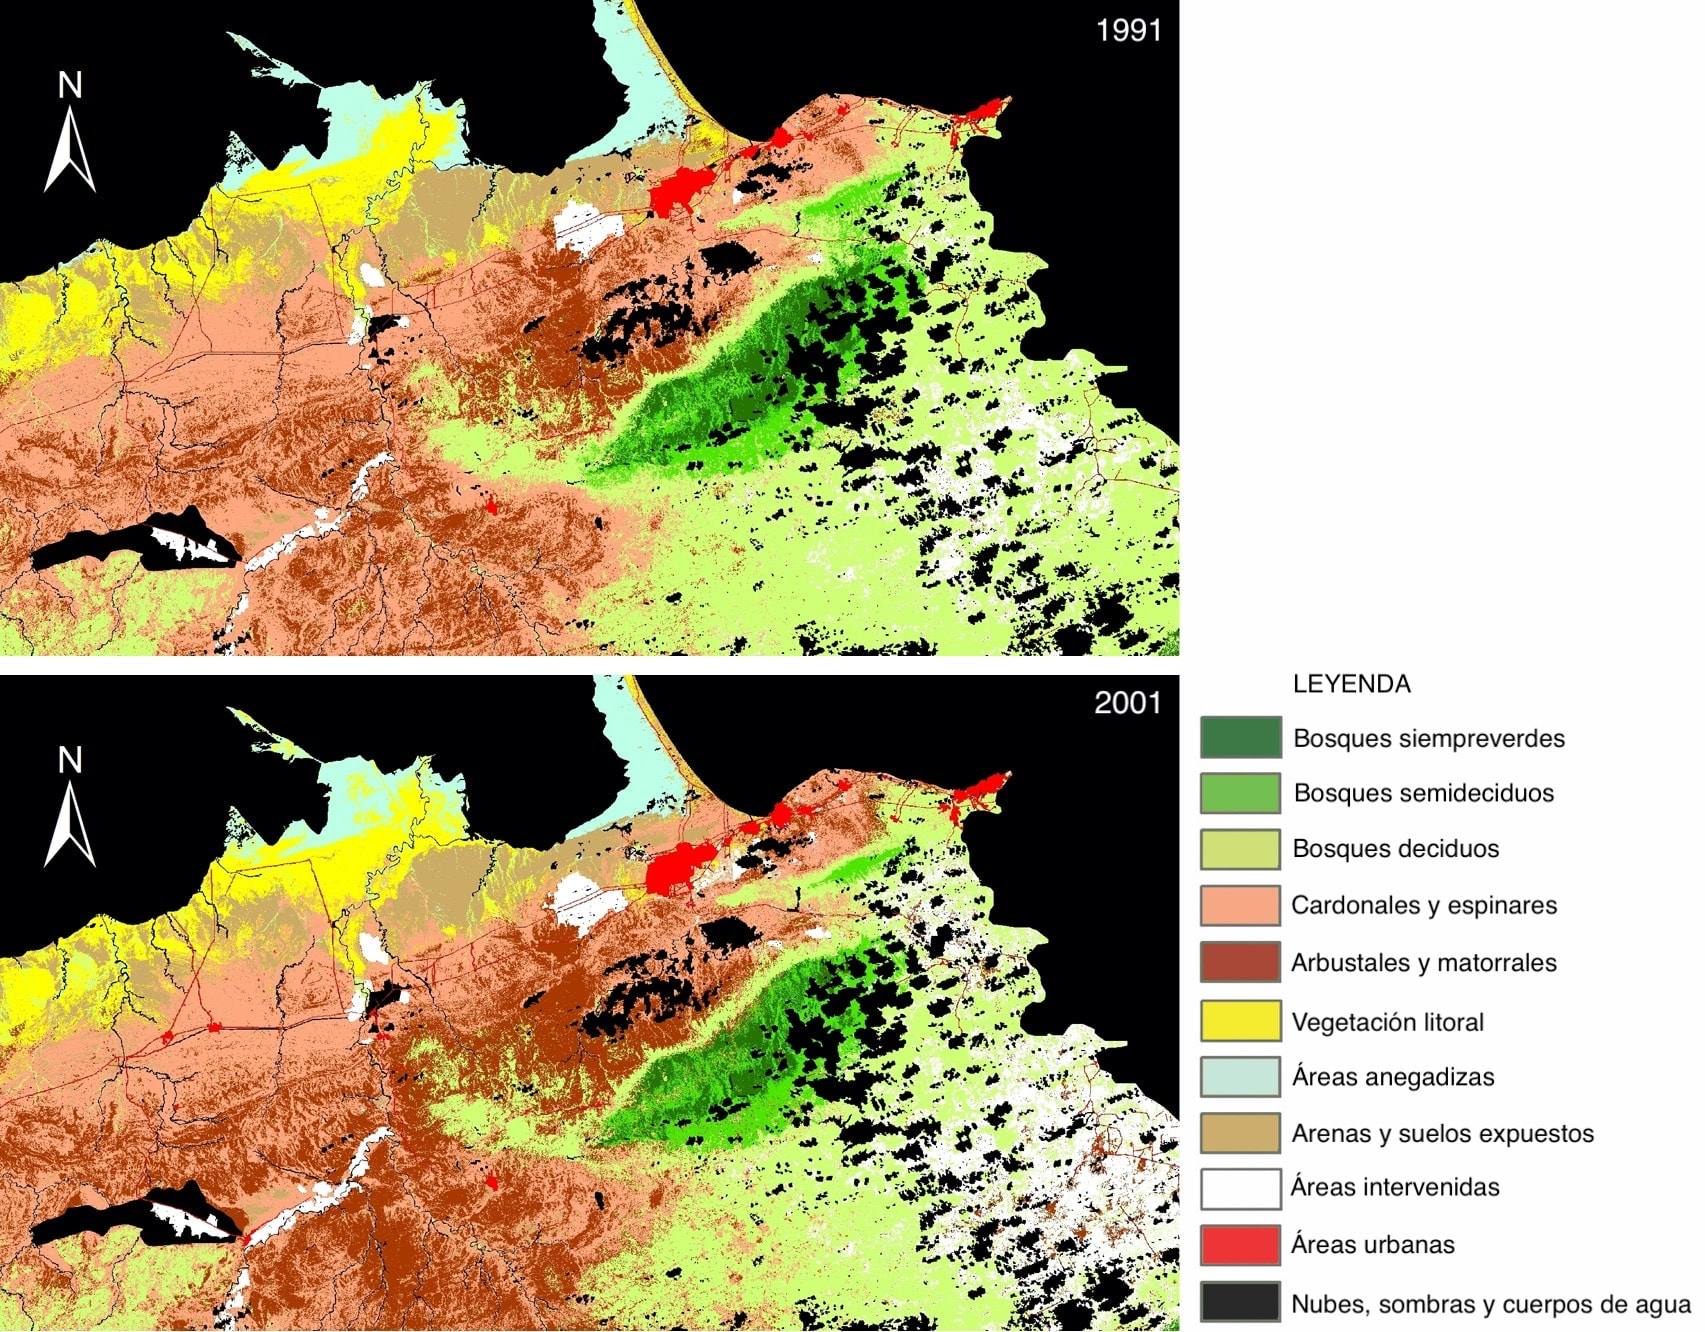 1991
N
2001
N
LEYENDA
Bosques siempreverdes
Bosques semideciduos
Bosques deciduos
Cardonales y espinares
Arbustales y matorrales
Vegetación litoral
Áreas anegadizas
Arenas y suelos expuestos
Áreas intervenidas
Áreas urbanas
Nubes, sombras y cuerpos de agua